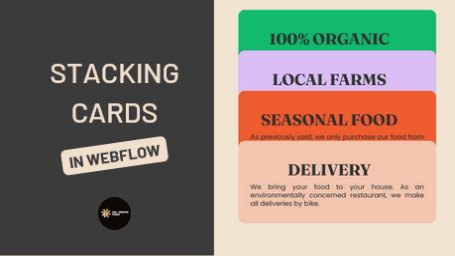 STACKING
CARDS
IN WEBFLOW
100% ORGANIC
LOCAL FARMS
SEASONAL FOOD
As previously said, we only purchase our food from
DELIVERY
We bring your food to your house. As an
environmentally concerned restaurant, we make
all deliveries by bike.